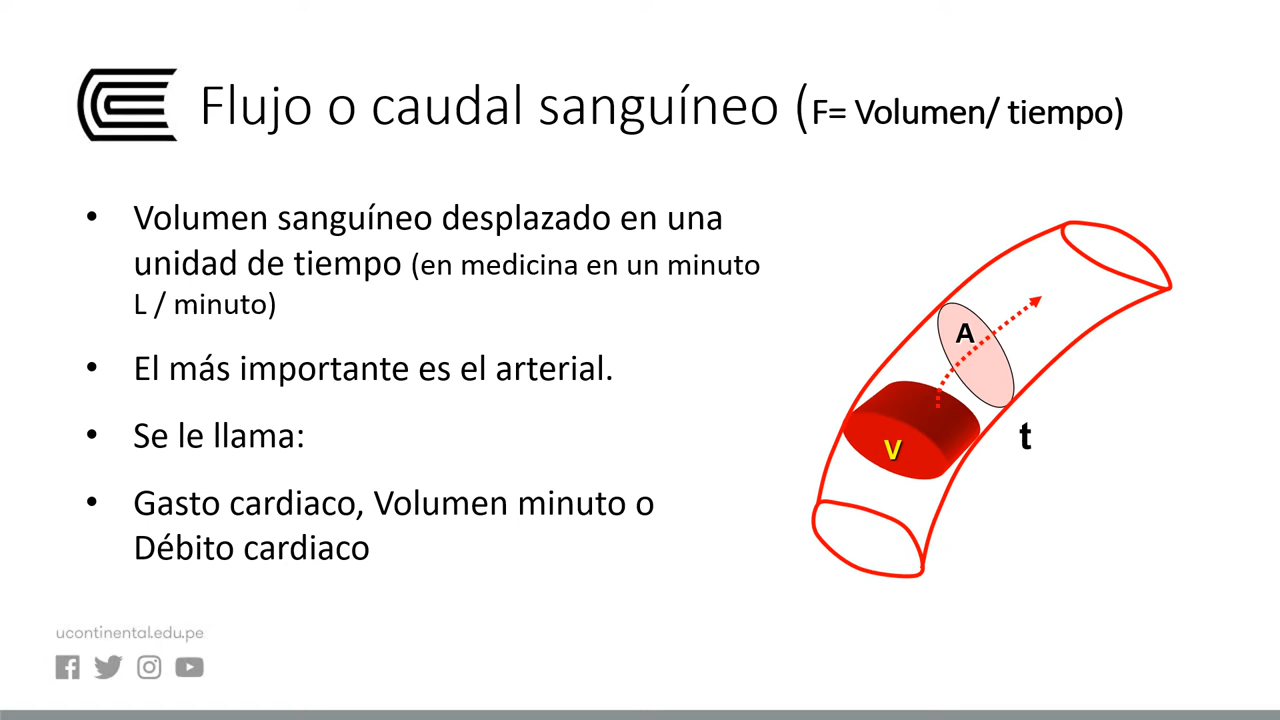 Flujo o caudal sanguíneo (F= Volumen/ tiempo)
• Volumen sanguíneo desplazado en una
unidad de tiempo (en medicina en un minuto
L / minuto)
• El más importante es el arterial.
• Se le llama:
• Gasto cardiaco, Volumen minuto o
Débito cardiaco
A
V
t
ucontinental.edu.pe